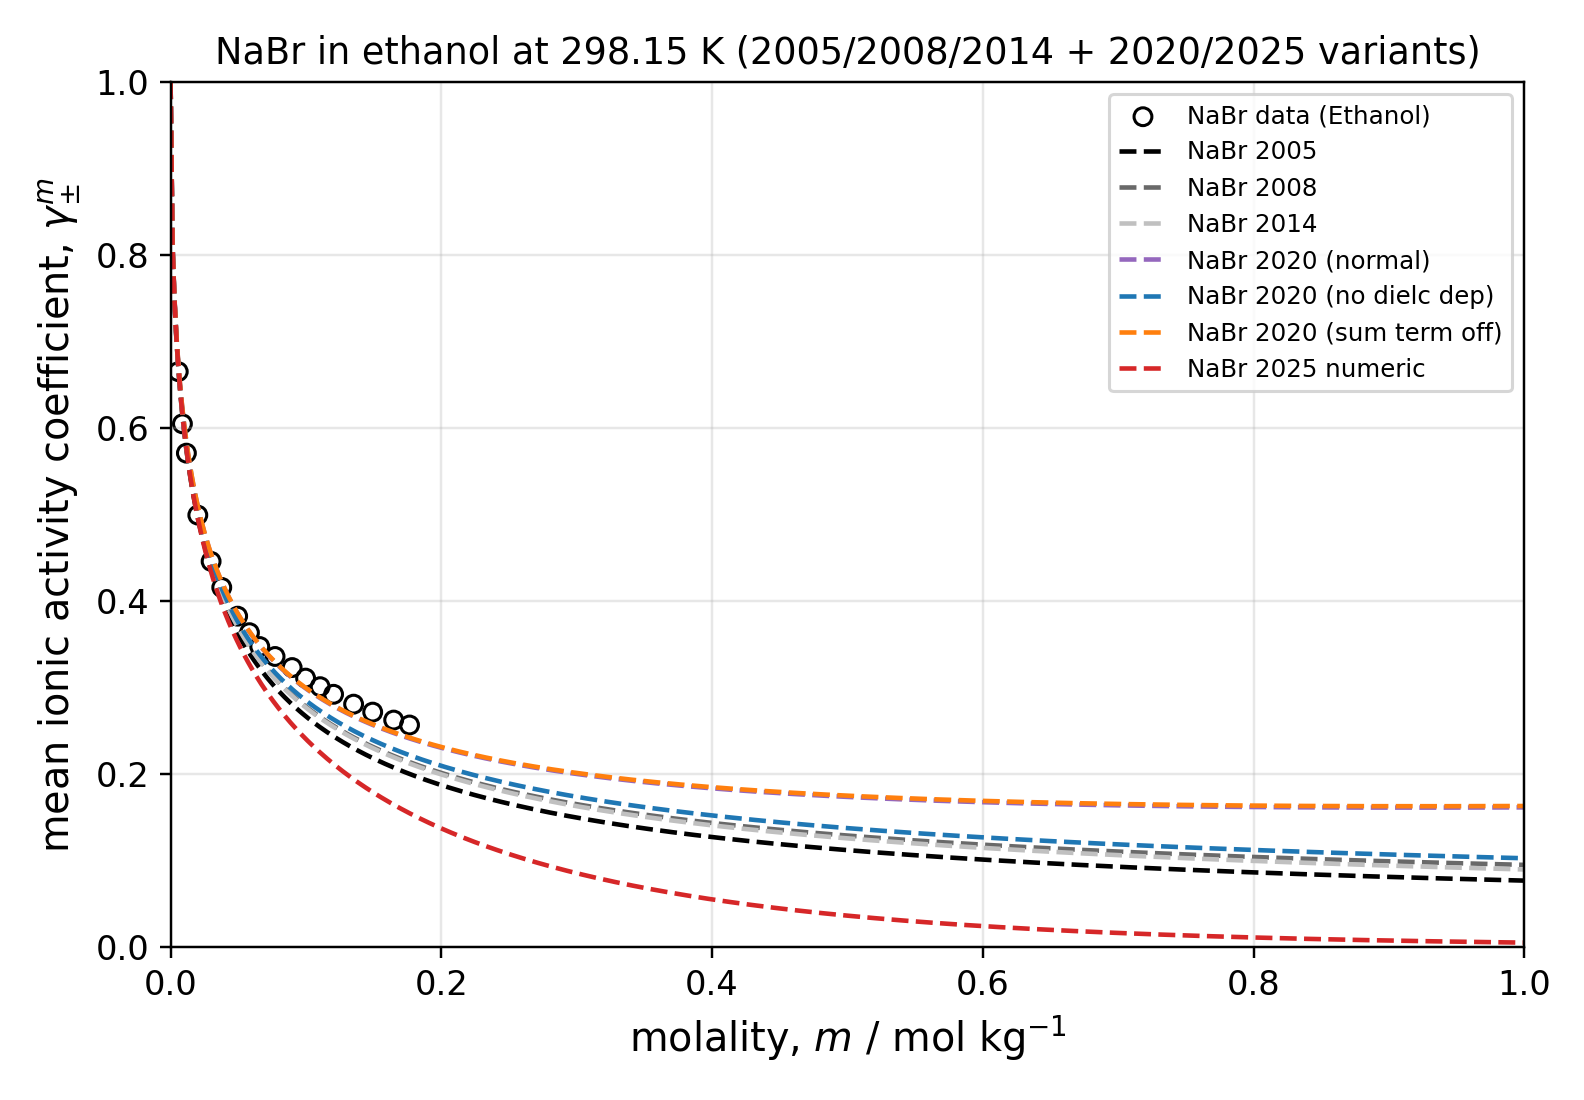 NaBr in ethanol at 298.15 K (2005/2008/2014 + 2020/2025 variants)
mean ionic activity coefficient, γ±^m
1.0
0.8
0.6
0.4
0.2
0.0
NaBr data (Ethanol)
NaBr 2005
NaBr 2008
NaBr 2014
NaBr 2020 (normal)
NaBr 2020 (no dielc dep)
NaBr 2020 (sum term off)
NaBr 2025 numeric
0.0 0.2 0.4 0.6 0.8 1.0
molality, m / mol kg⁻¹